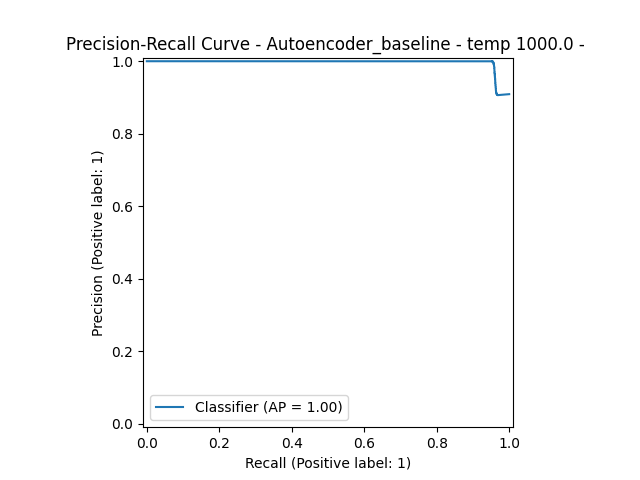 Precision-Recall Curve - Autoencoder_baseline - temp 1000.0 -
1.0
0.8
0.6
0.4
0.2
0.0
Precision (Positive label: 1)
Classifier (AP = 1.00)
0.0 0.2 0.4 0.6 0.8 1.0
Recall (Positive label: 1)